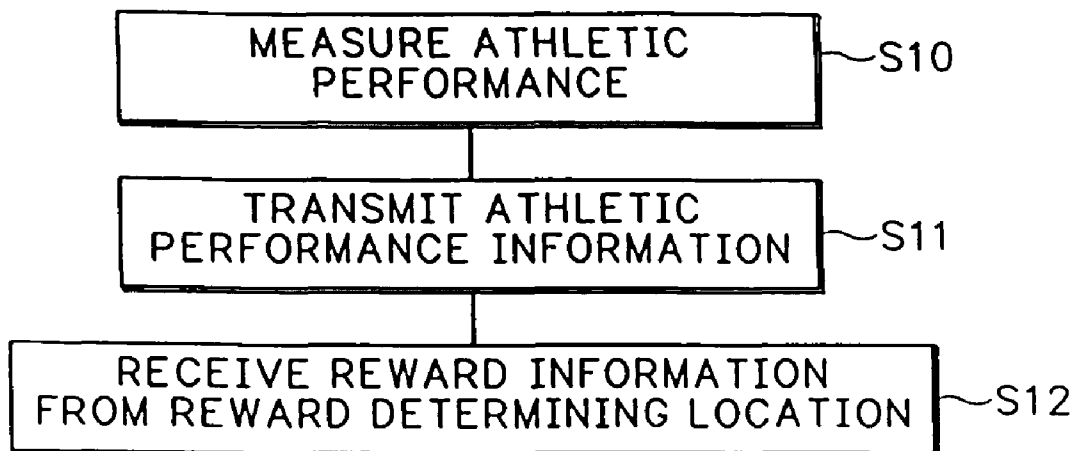 MEASURE ATHLETIC
PERFORMANCE
S10
TRANSMIT ATHLETIC
PERFORMANCE INFORMATION
S11
RECEIVE REWARD INFORMATION
FROM REWARD DETERMINING LOCATION
S12